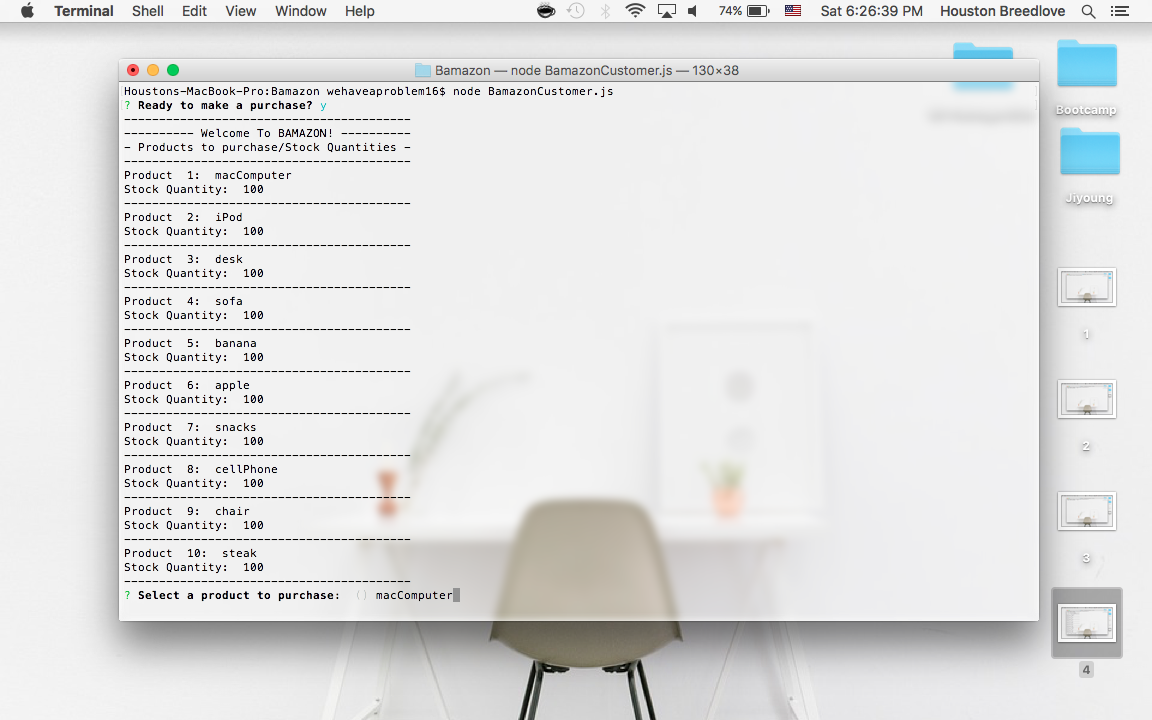 Terminal Shell Edit View Window Help 74% Sat 6:26:39 PM Houston Breedlove
Bamazon — node BamazonCustomer.js — 130×38
Houstons-MacBook-Pro:Bamazon wehaveaproblem16$ node BamazonCustomer.js
? Ready to make a purchase? y
-----------------------------------------
---------- Welcome To BAMAZON! ----------
- Products to purchase/Stock Quantities -
-----------------------------------------
Product  1:  macComputer
Stock Quantity:  100
-----------------------------------------
Product  2:  iPod
Stock Quantity:  100
-----------------------------------------
Product  3:  desk
Stock Quantity:  100
-----------------------------------------
Product  4:  sofa
Stock Quantity:  100
-----------------------------------------
Product  5:  banana
Stock Quantity:  100
-----------------------------------------
Product  6:  apple
Stock Quantity:  100
-----------------------------------------
Product  7:  snacks
Stock Quantity:  100
-----------------------------------------
Product  8:  cellPhone
Stock Quantity:  100
-----------------------------------------
Product  9:  chair
Stock Quantity:  100
-----------------------------------------
Product  10:  steak
Stock Quantity:  100
-----------------------------------------
? Select a product to purchase:  () macComputer
Bootcamp
Jiyoung
1
2
3
4